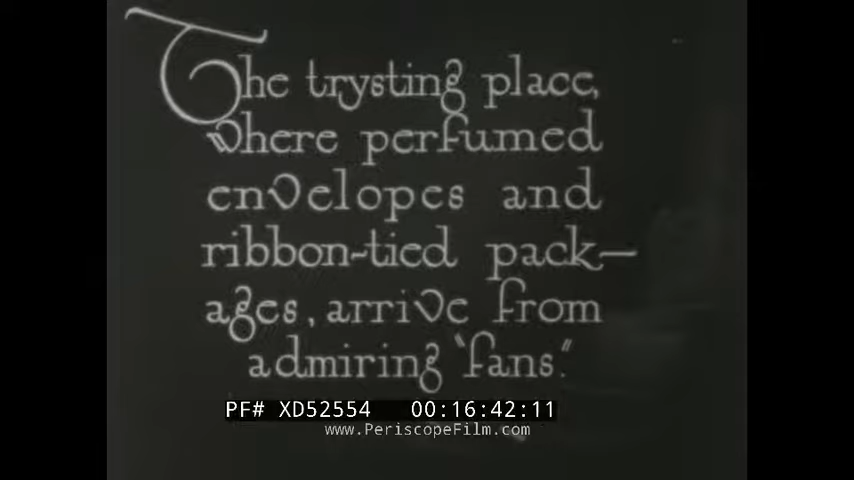 The trysting place,
where perfumed
envelopes and
ribbon-tied pack—
ages, arrive from
admiring "fans."
PF# XD52554 00:16:42:11
www.PeriscopeFilm.com